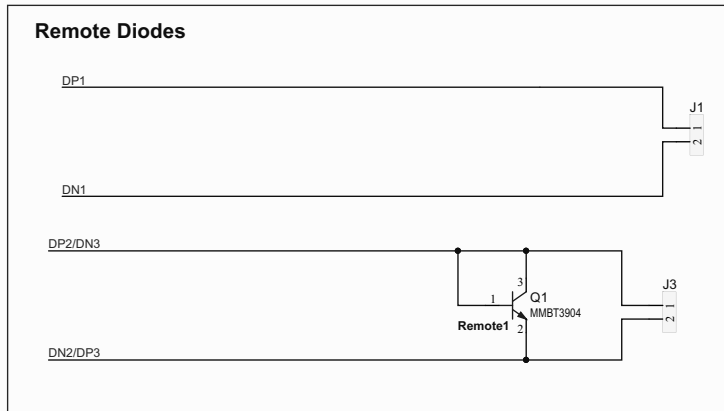 Remote Diodes
DP1
J1
1
2
DN1
DP2/DN3
3
J3
1
Q1
1
MMBT3904
2
Remote1
2
DN2/DP3